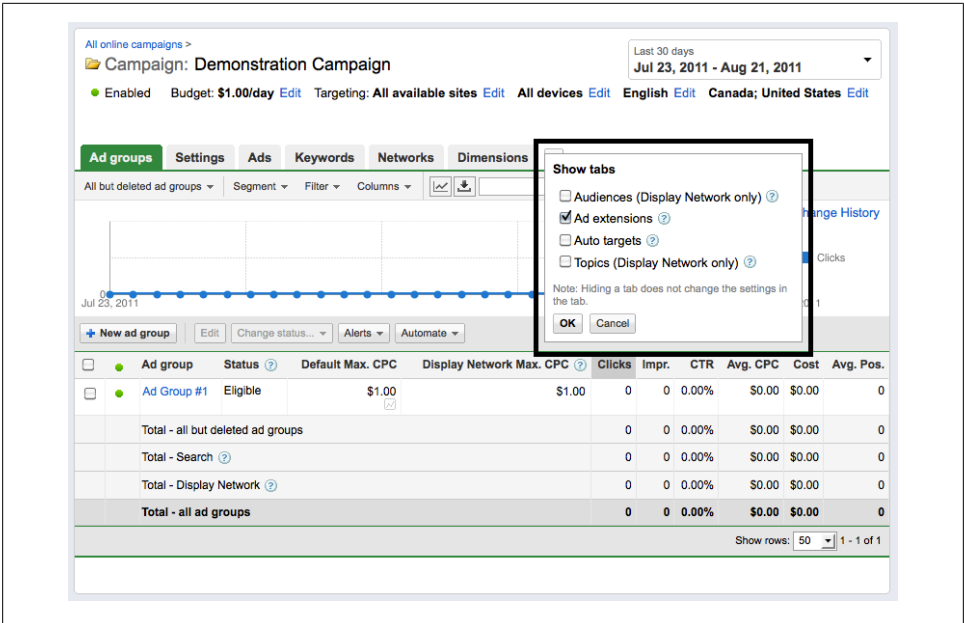 All online campaigns >
Campaign: Demonstration Campaign
Last 30 days
Jul 23, 2011 - Aug 21, 2011
Enabled Budget: $1.00/day Edit Targeting: All available sites Edit All devices Edit English Edit Canada; United States Edit
Ad groups Settings Ads Keywords Networks Dimensions
Show tabs
Audiences (Display Network only) ?
Ad extensions ?
Auto targets ?
Topics (Display Network only) ?
Note: Hiding a tab does not change the settings in
the tab.
OK Cancel
All but deleted ad groups Segment Filter Columns
hange History
Clicks
0
Jul 23, 2011
+ New ad group Edit Change status... Alerts Automate
Ad group Status ? Default Max. CPC Display Network Max. CPC ? Clicks Impr. CTR Avg. CPC Cost Avg. Pos.
Ad Group #1 Eligible $1.00 $1.00 0 0 0.00% $0.00 $0.00 0
Total - all but deleted ad groups 0 0 0.00% $0.00 $0.00 0
Total - Search ? 0 0 0.00% $0.00 $0.00 0
Total - Display Network ? 0 0 0.00% $0.00 $0.00 0
Total - all ad groups 0 0 0.00% $0.00 $0.00 0
Show rows: 50 1 - 1 of 1